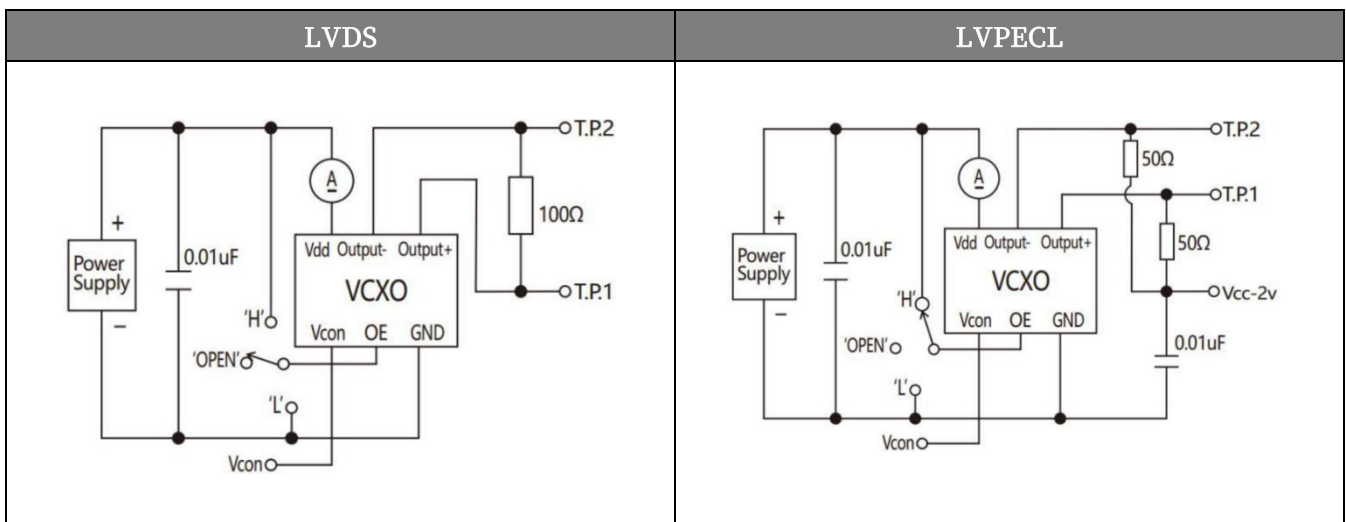 LVDS
T.P.2
A
+
100Ω
Vdd Output- Output+
0.01uF
Power
Supply
VCXO
T.P.1
−
'H'
Vcon OE GND
'OPEN'
'L'
Vcon
LVPECL
T.P.2
50Ω
A
T.P.1
+
Vdd Output- Output+
50Ω
0.01uF
Power
Supply
VCXO
Vcc-2v
'H'
−
Vcon OE GND
'OPEN'
0.01uF
'L'
Vcon